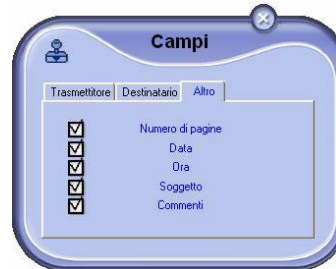 Campi
Trasmettitore Destinatario Altro
Numero di pagine
Data
Ora
Soggetto
Commenti